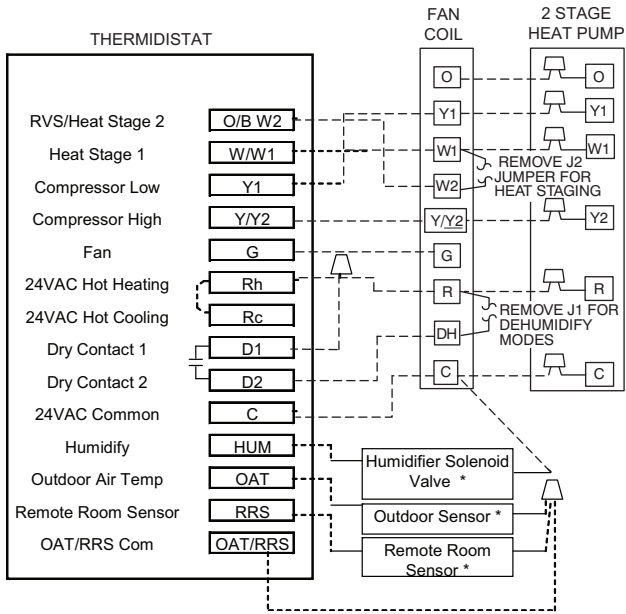 THERMIDISTAT
FAN
COIL
2 STAGE
HEAT PUMP
RVS/Heat Stage 2 O/B W2
Heat Stage 1 W/W1
Compressor Low Y1
Compressor High Y/Y2
Fan G
24VAC Hot Heating Rh
24VAC Hot Cooling Rc
Dry Contact 1 D1
Dry Contact 2 D2
24VAC Common C
Humidify HUM
Outdoor Air Temp OAT
Remote Room Sensor RRS
OAT/RRS Com OAT/RRS
O
Y1
W1
W2
Y/Y2
G
R
DH
C
REMOVE J2
JUMPER FOR
HEAT STAGING
REMOVE J1 FOR
DEHUMIDIFY
MODES
O
Y1
W1
Y2
R
C
Humidifier Solenoid
Valve *
Outdoor Sensor *
Remote Room
Sensor *